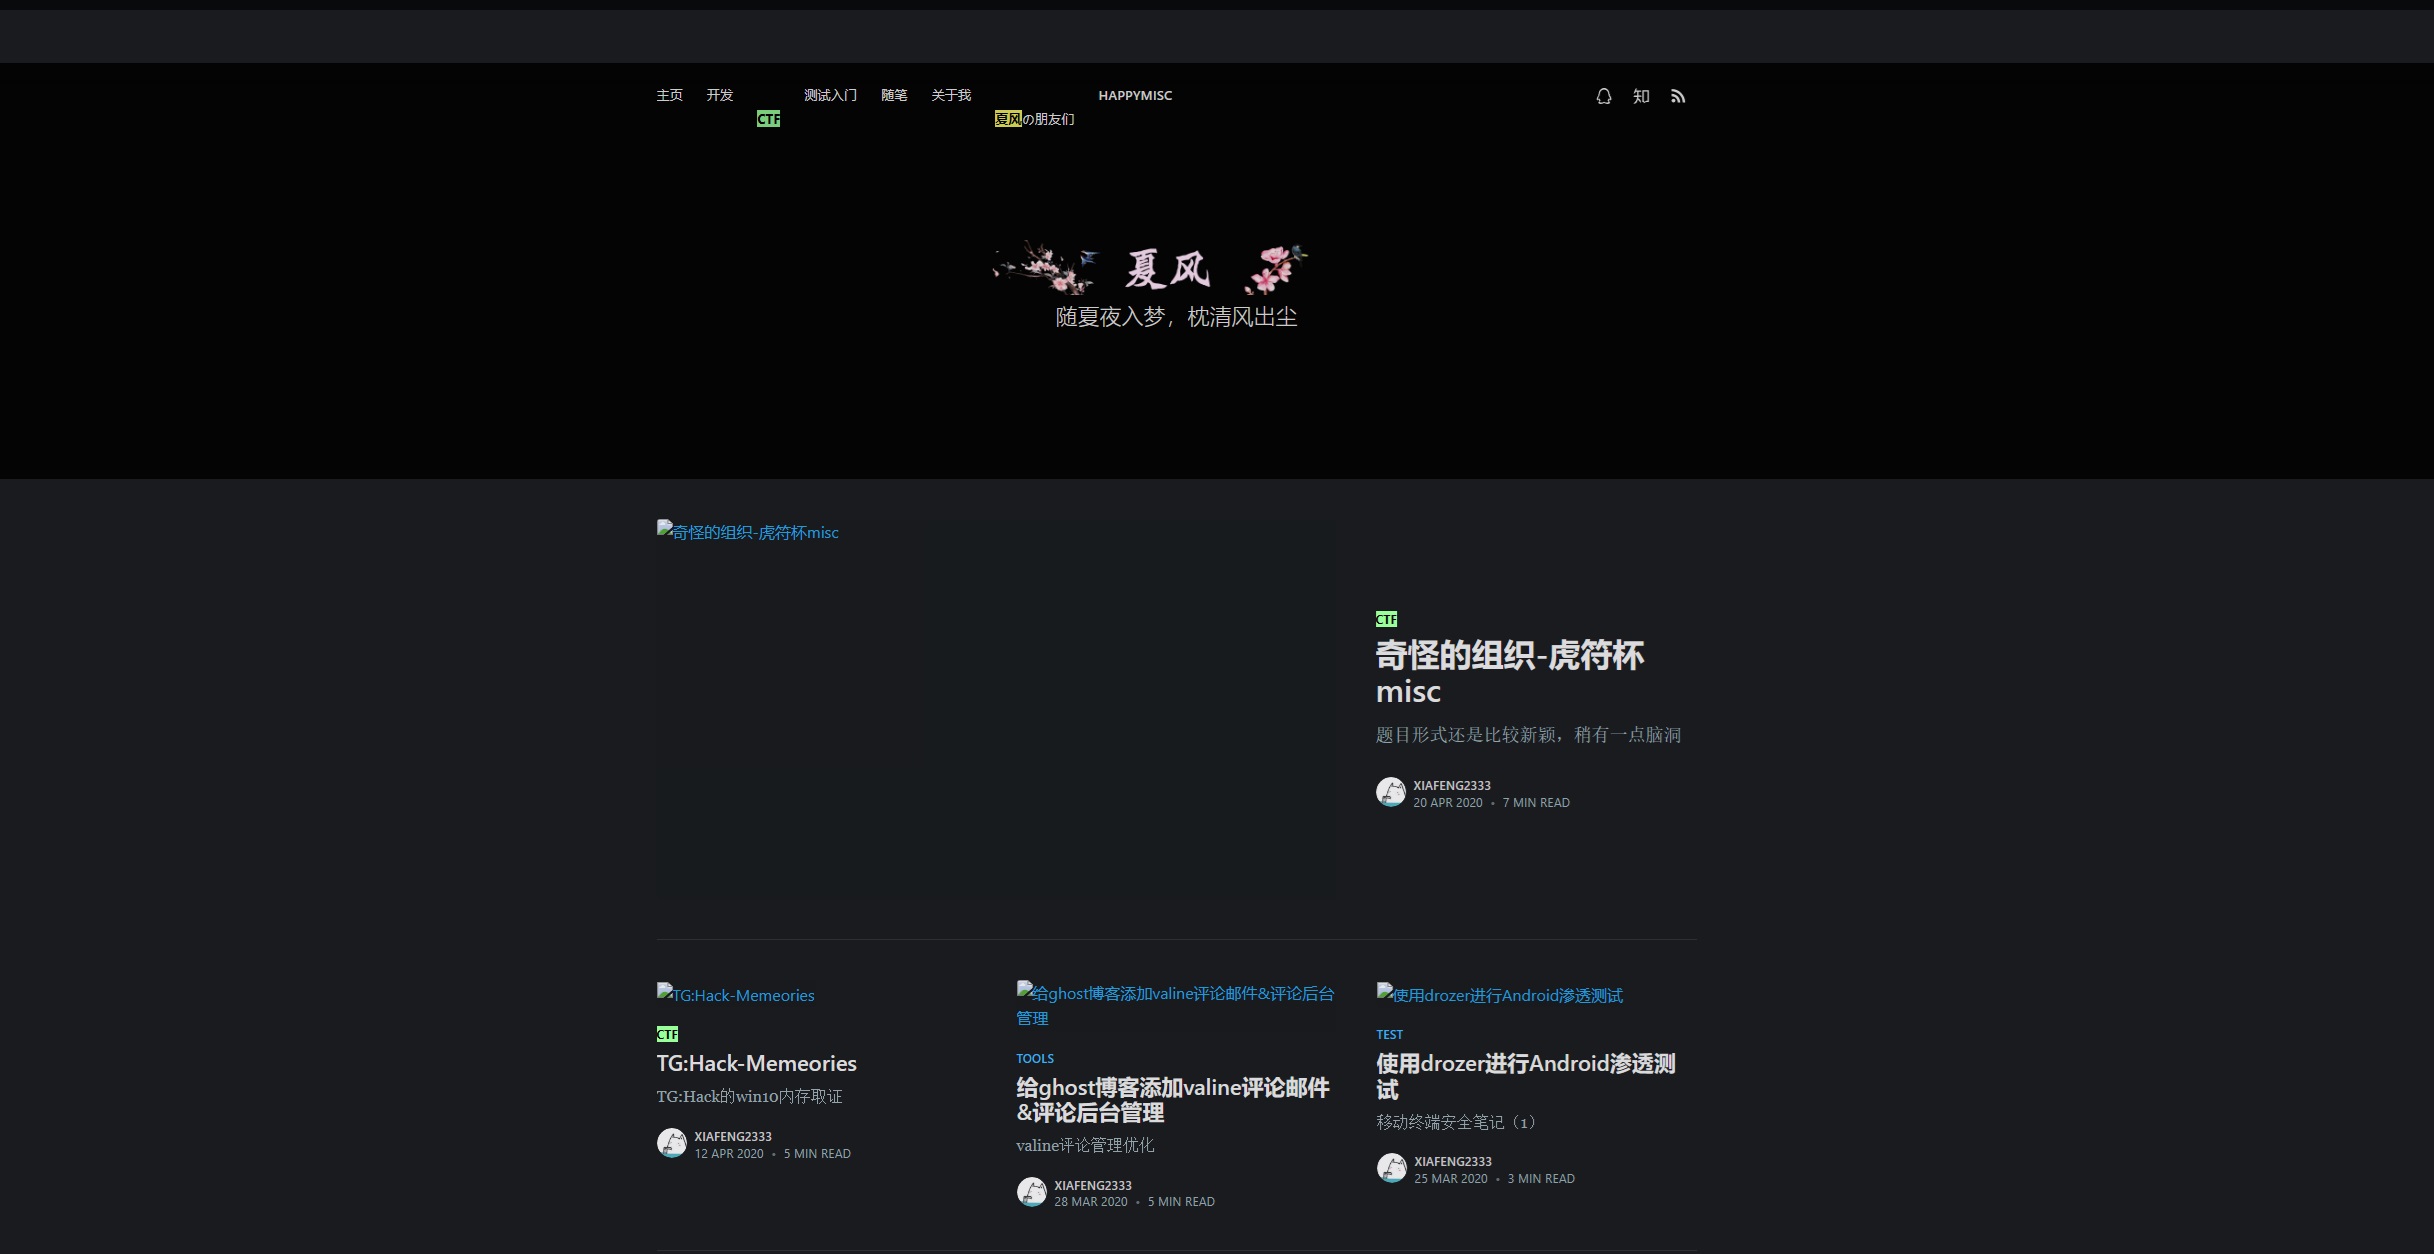 主页 开发 CTF 测试入门 随笔 关于我 夏风の朋友们 HAPPYMISC 知
夏风
随夏夜入梦，枕清风出尘
奇怪的组织-虎符杯misc
CTF
奇怪的组织-虎符杯
misc
题目形式还是比较新颖，稍有一点脑洞
XIAFENG2333
20 APR 2020 • 7 MIN READ
TG:Hack-Memeories
CTF
TG:Hack-Memeories
TG:Hack的win10内存取证
XIAFENG2333
12 APR 2020 • 5 MIN READ
给ghost博客添加valine评论邮件&评论后台
管理
TOOLS
给ghost博客添加valine评论邮件
&评论后台管理
valine评论管理优化
XIAFENG2333
28 MAR 2020 • 5 MIN READ
使用drozer进行Android渗透测试
TEST
使用drozer进行Android渗透测
试
移动终端安全笔记（1）
XIAFENG2333
25 MAR 2020 • 3 MIN READ